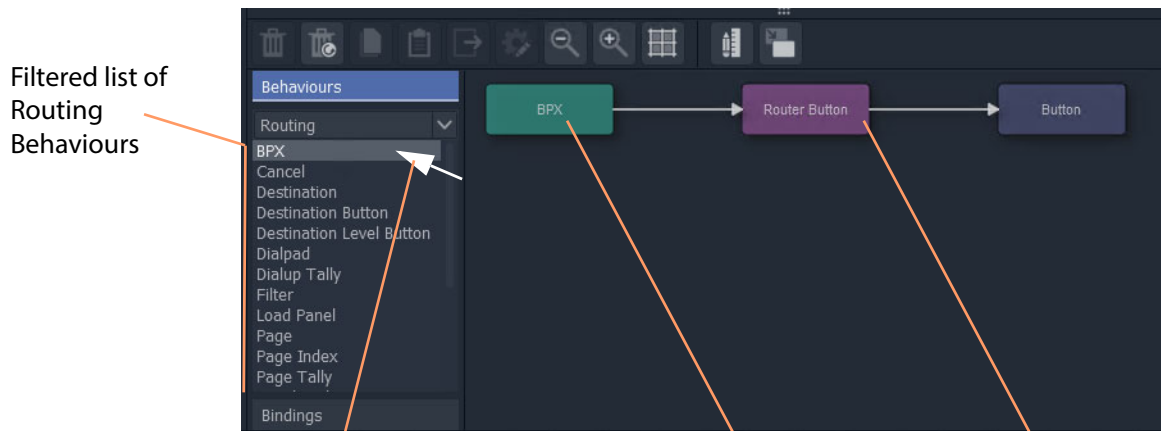 Filtered list of
Routing
Behaviours
Behaviours
Routing
BPX
Cancel
Destination
Destination Button
Destination Level Button
Dialpad
Dialup Tally
Filter
Load Panel
Page
Page Index
Page Tally
Bindings
BPX
Router Button
Button